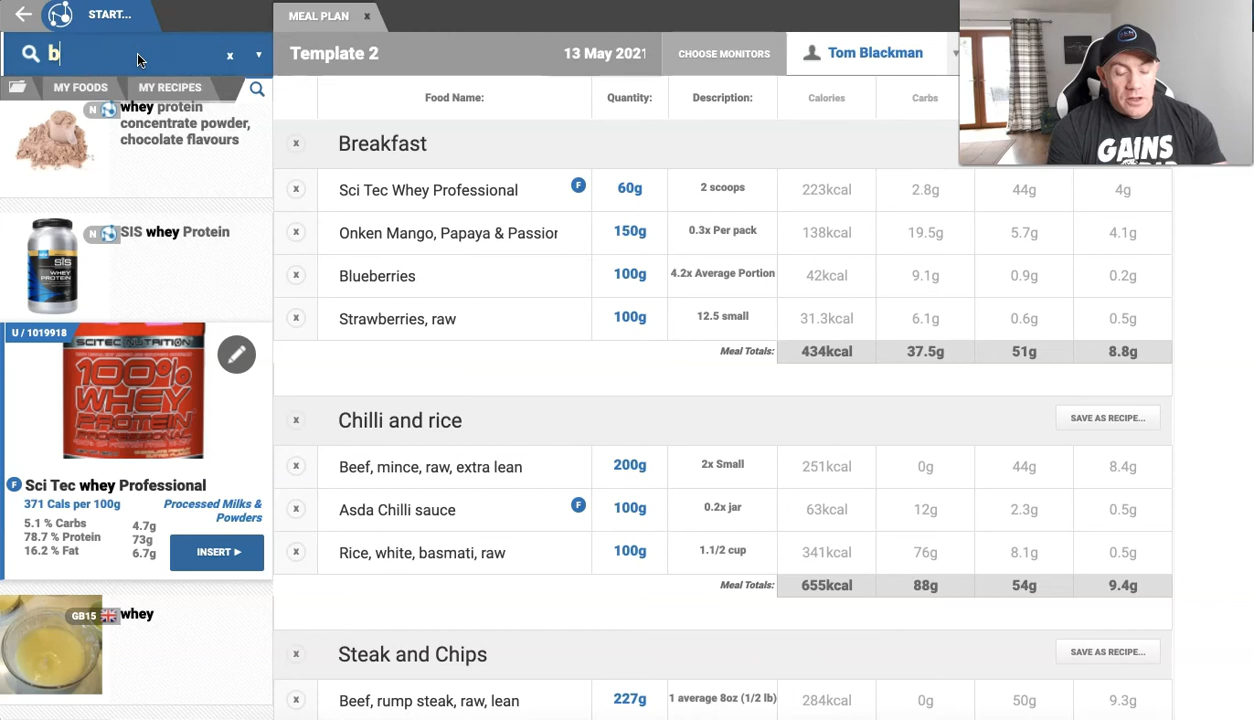 START...
b
x
MY FOODS
MY RECIPES
N
whey protein
concentrate powder,
chocolate flavours
N
SIS whey Protein
SIS
WHEY
PROTEIN
U / 1019918
SCITEC NUTRITION
100%
WHEY
PROTEIN
F Sci Tec whey Professional
371 Cals per 100g
Processed Milks &
Powders
5.1 % Carbs 4.7g
78.7 % Protein 73g
16.2 % Fat 6.7g
INSERT
GB15
whey
MEAL PLAN x
Template 2
13 May 2021
CHOOSE MONITORS
Tom Blackman
Food Name: Quantity: Description: Calories Carbs
x Breakfast
x Sci Tec Whey Professional F 60g 2 scoops 223kcal 2.8g 44g 4g
x Onken Mango, Papaya & Passion 150g 0.3x Per pack 138kcal 19.5g 5.7g 4.1g
x Blueberries 100g 4.2x Average Portion 42kcal 9.1g 0.9g 0.2g
x Strawberries, raw 100g 12.5 small 31.3kcal 6.1g 0.6g 0.5g
Meal Totals: 434kcal 37.5g 51g 8.8g
x Chilli and rice SAVE AS RECIPE...
x Beef, mince, raw, extra lean 200g 2x Small 251kcal 0g 44g 8.4g
x Asda Chilli sauce F 100g 0.2x jar 63kcal 12g 2.3g 0.5g
x Rice, white, basmati, raw 100g 1.1/2 cup 341kcal 76g 8.1g 0.5g
Meal Totals: 655kcal 88g 54g 9.4g
x Steak and Chips SAVE AS RECIPE...
x Beef, rump steak, raw, lean 227g 1 average 8oz (1/2 lb) 284kcal 0g 50g 9.3g
GAINS